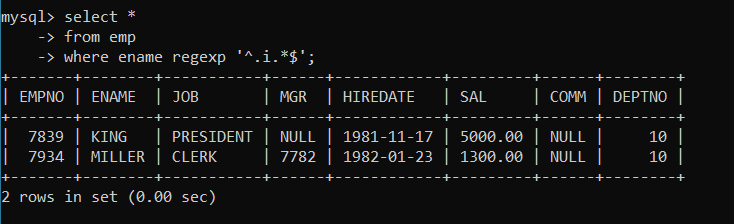 mysql> select *
    -> from emp
    -> where ename regexp '^.i.*$';
+-------+--------+-----------+------+------------+---------+------+--------+
| EMPNO | ENAME  | JOB       | MGR  | HIREDATE   | SAL     | COMM | DEPTNO |
+-------+--------+-----------+------+------------+---------+------+--------+
|  7839 | KING   | PRESIDENT | NULL | 1981-11-17 | 5000.00 | NULL |     10 |
|  7934 | MILLER | CLERK     | 7782 | 1982-01-23 | 1300.00 | NULL |     10 |
+-------+--------+-----------+------+------------+---------+------+--------+
2 rows in set (0.00 sec)